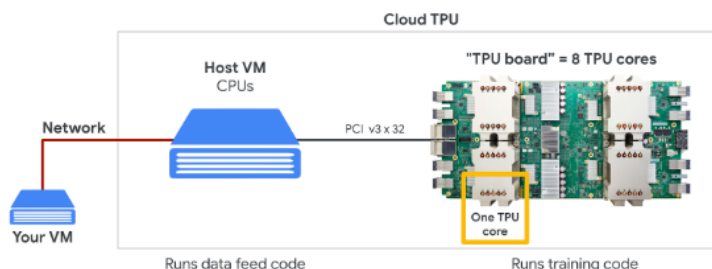 Cloud TPU
Host VM
CPUs
"TPU board" = 8 TPU cores
Network
PCI v3 x 32
Your VM
One TPU
core
Runs data feed code
Runs training code